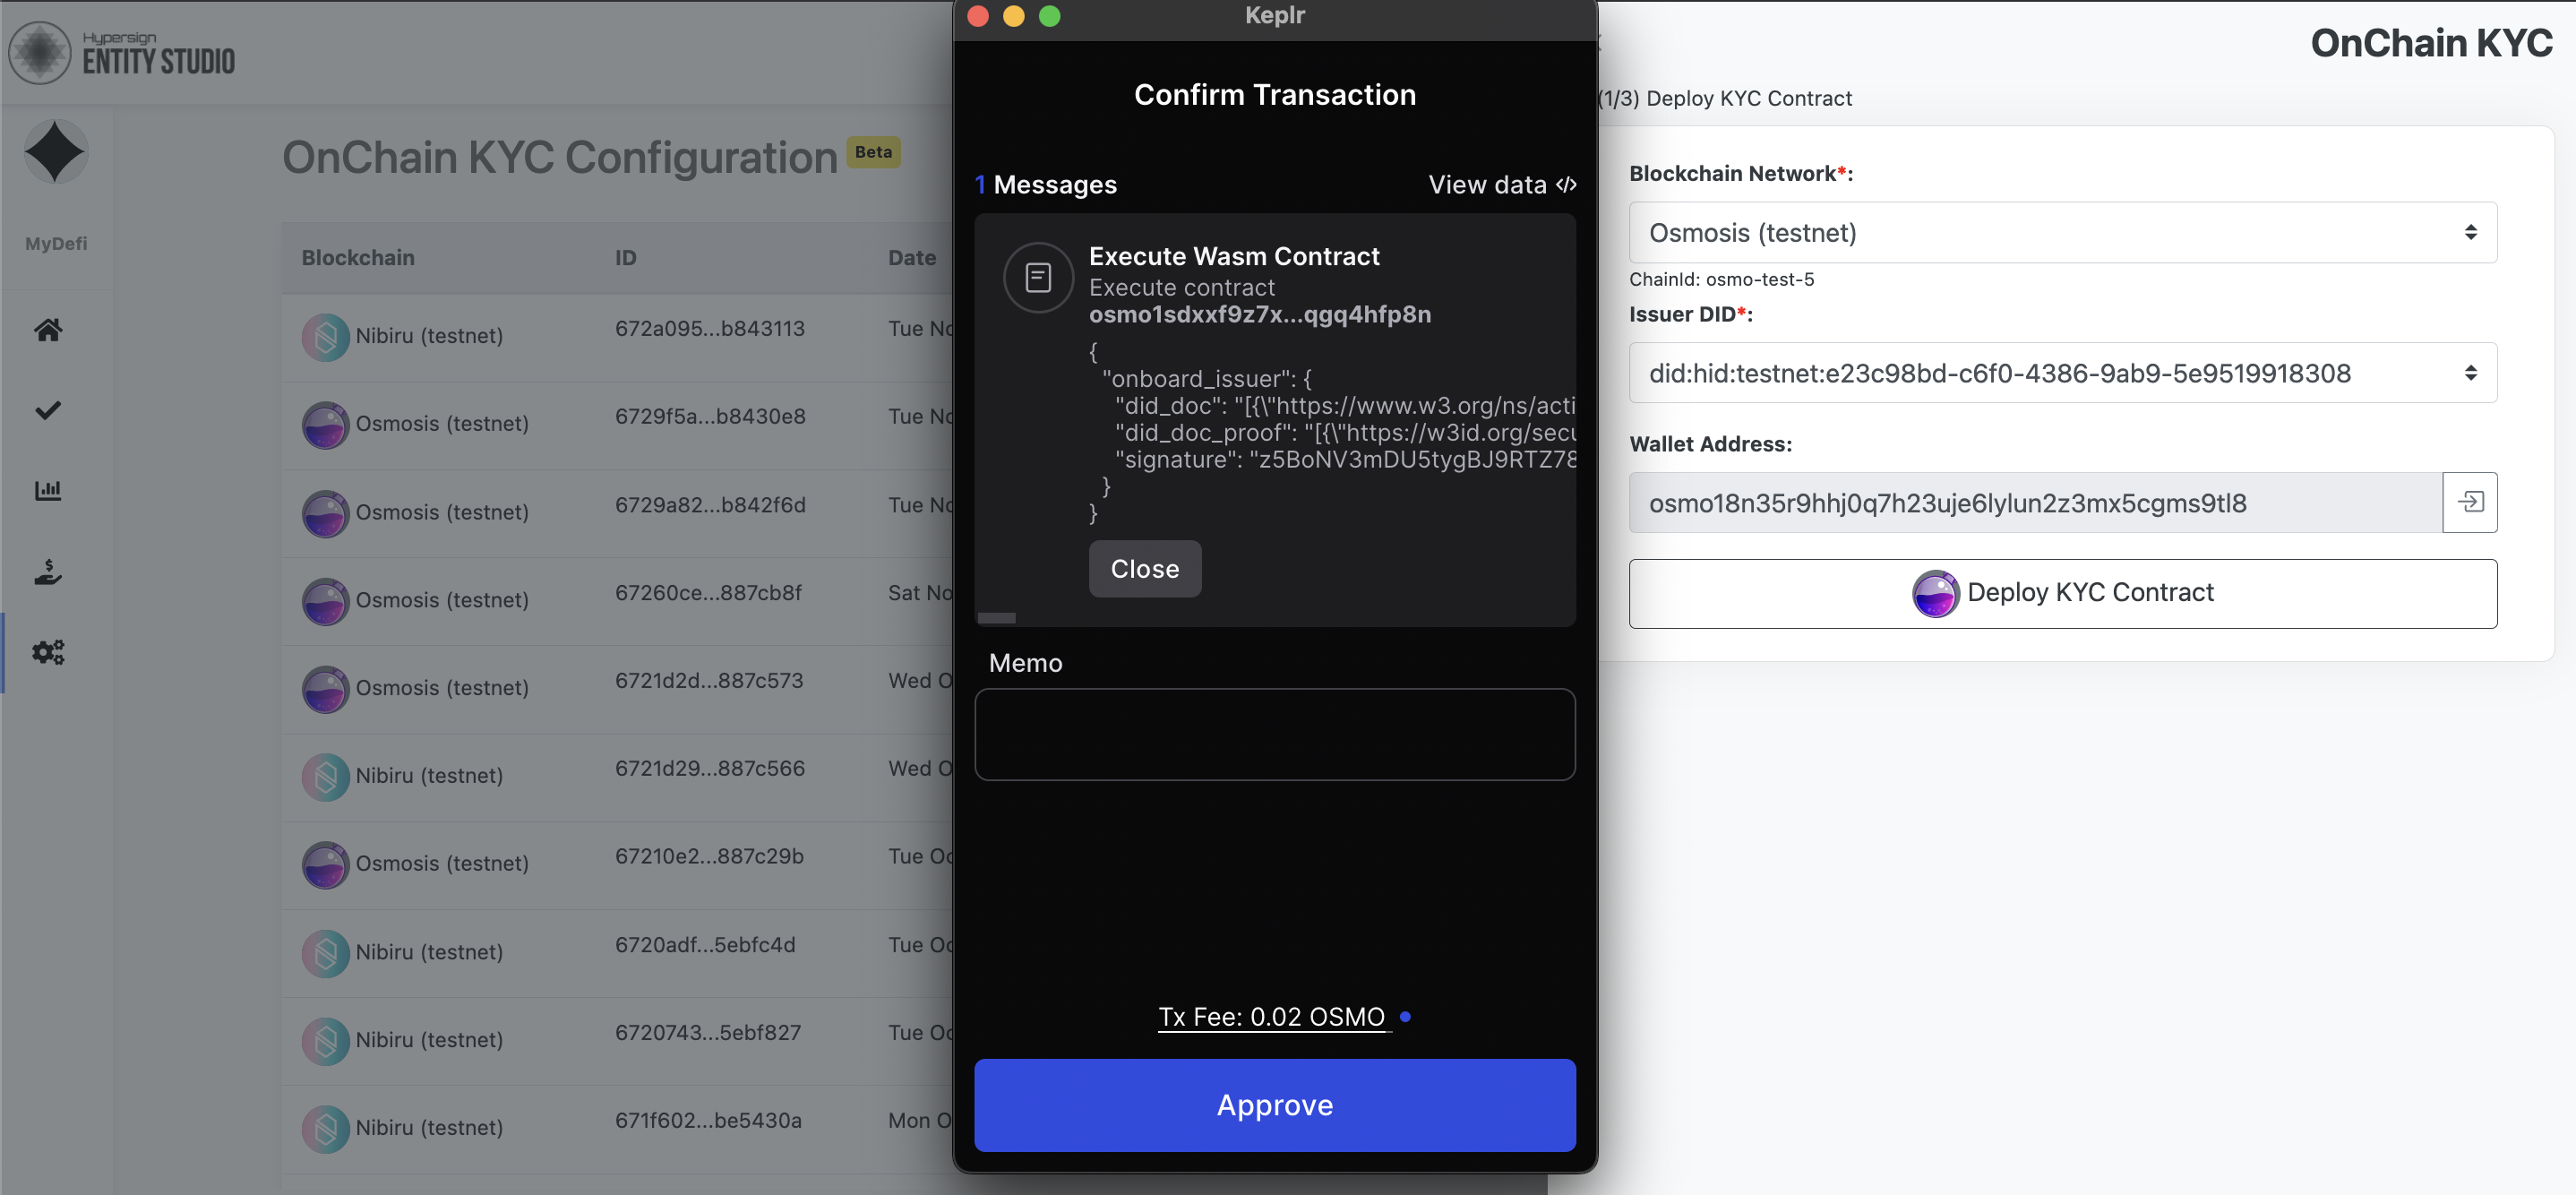 Hypersign
ENTITY STUDIO
MyDefi
OnChain KYC Configuration Beta
Blockchain ID Date
Nibiru (testnet) 672a095...b843113 Tue No
Osmosis (testnet) 6729f5a...b8430e8 Tue No
Osmosis (testnet) 6729a82...b842f6d Tue No
Osmosis (testnet) 67260ce...887cb8f Sat No
Osmosis (testnet) 6721d2d...887c573 Wed O
Nibiru (testnet) 6721d29...887c566 Wed O
Osmosis (testnet) 67210e2...887c29b Tue Oc
Nibiru (testnet) 6720adf...5ebfc4d Tue Oc
Nibiru (testnet) 6720743...5ebf827 Tue Oc
Nibiru (testnet) 671f602...be5430a Mon O
Keplr
Confirm Transaction
1 Messages View data </>
Execute Wasm Contract
Execute contract
osmo1sdxxf9z7x...qgq4hfp8n
{
"onboard_issuer": {
"did_doc": "[{\"https://www.w3.org/ns/acti
"did_doc_proof": "[{\"https://w3id.org/secu
"signature": "z5BoNV3mDU5tygBJ9RTZ78
}
}
Close
Memo
Tx Fee: 0.02 OSMO
Approve
OnChain KYC
(1/3) Deploy KYC Contract
Blockchain Network*:
Osmosis (testnet)
ChainId: osmo-test-5
Issuer DID*:
did:hid:testnet:e23c98bd-c6f0-4386-9ab9-5e9519918308
Wallet Address:
osmo18n35r9hhj0q7h23uje6lylun2z3mx5cgms9tl8
Deploy KYC Contract